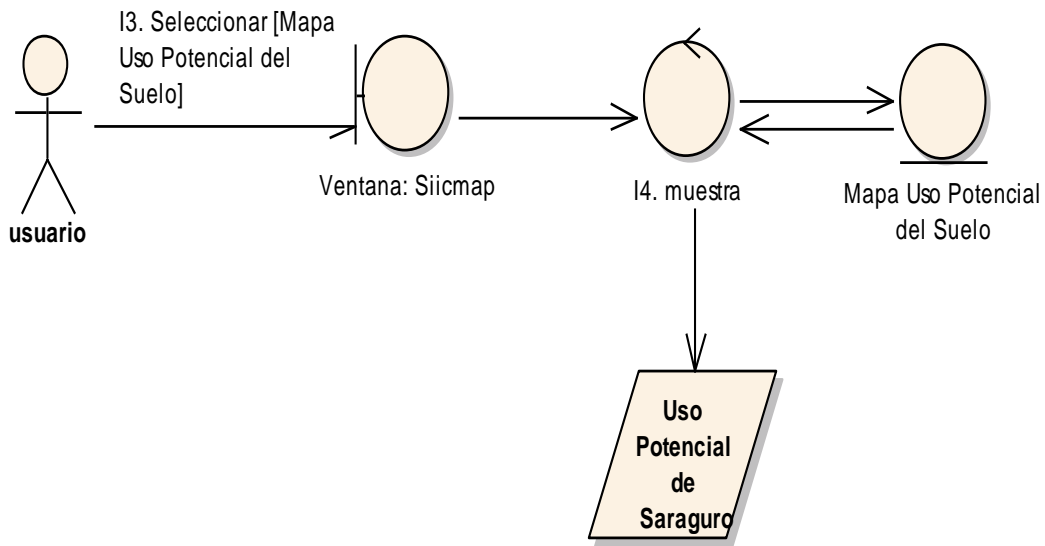 I3. Seleccionar [Mapa
Uso Potencial del
Suelo]
usuario
Ventana: Siicmap
I4. muestra
Mapa Uso Potencial
del Suelo
Uso
Potencial
de
Saraguro